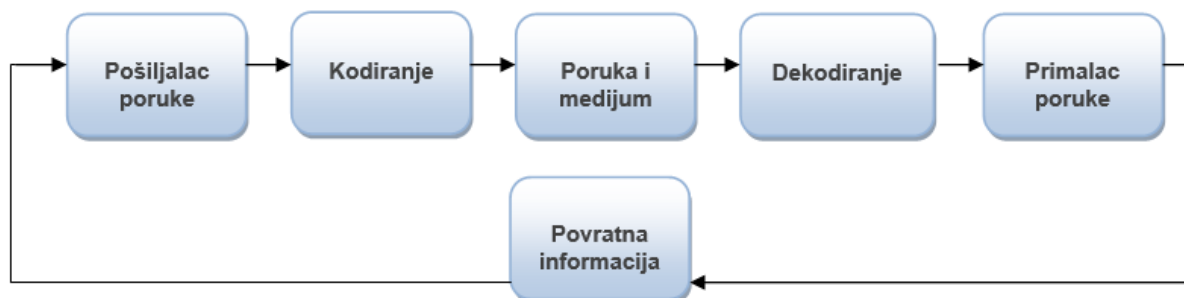 Pošiljalac
poruke
Kodiranje
Poruka i
medijum
Dekodiranje
Primalac
poruke
Povratna
informacija